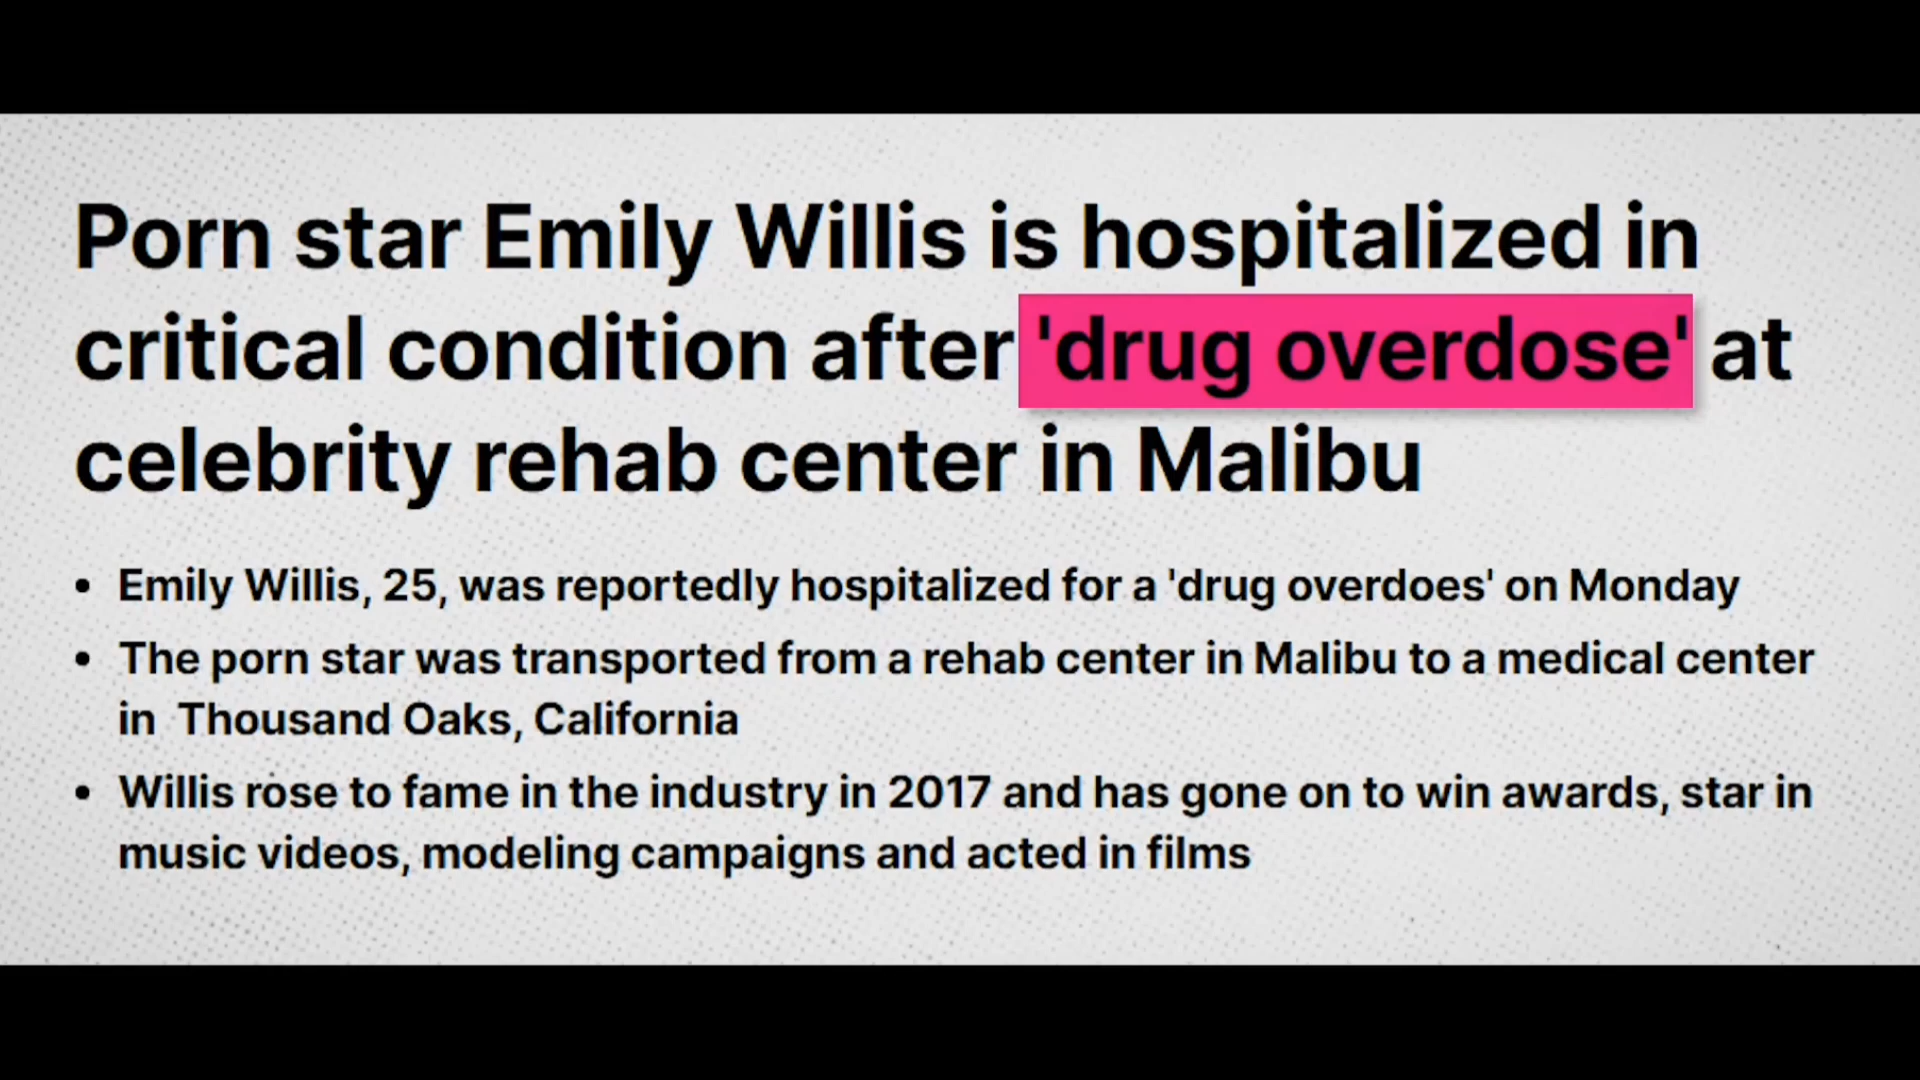 Porn star Emily Willis is hospitalized in
critical condition after 'drug overdose' at
celebrity rehab center in Malibu
• Emily Willis, 25, was reportedly hospitalized for a 'drug overdoes' on Monday
• The porn star was transported from a rehab center in Malibu to a medical center
in Thousand Oaks, California
• Willis rose to fame in the industry in 2017 and has gone on to win awards, star in
music videos, modeling campaigns and acted in films